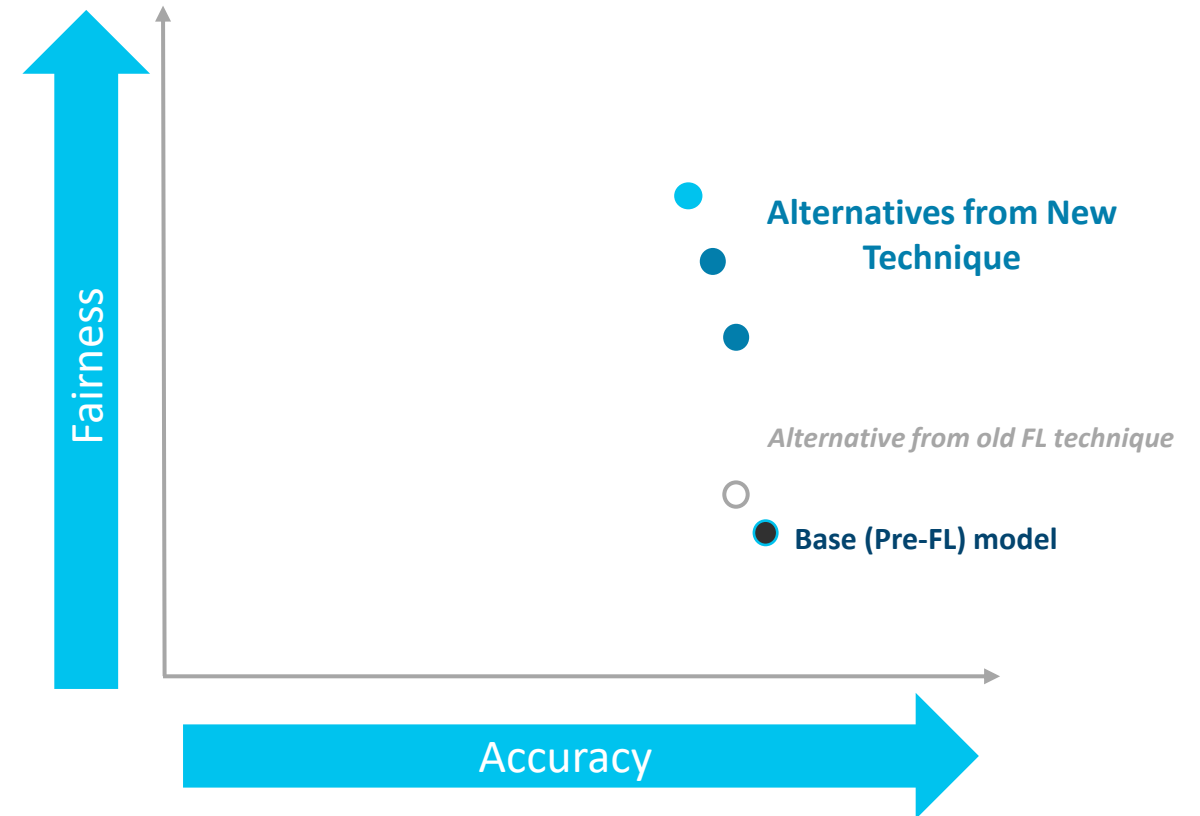 Fairness
Alternatives from New
Technique
Alternative from old FL technique
Base (Pre-FL) model
Accuracy